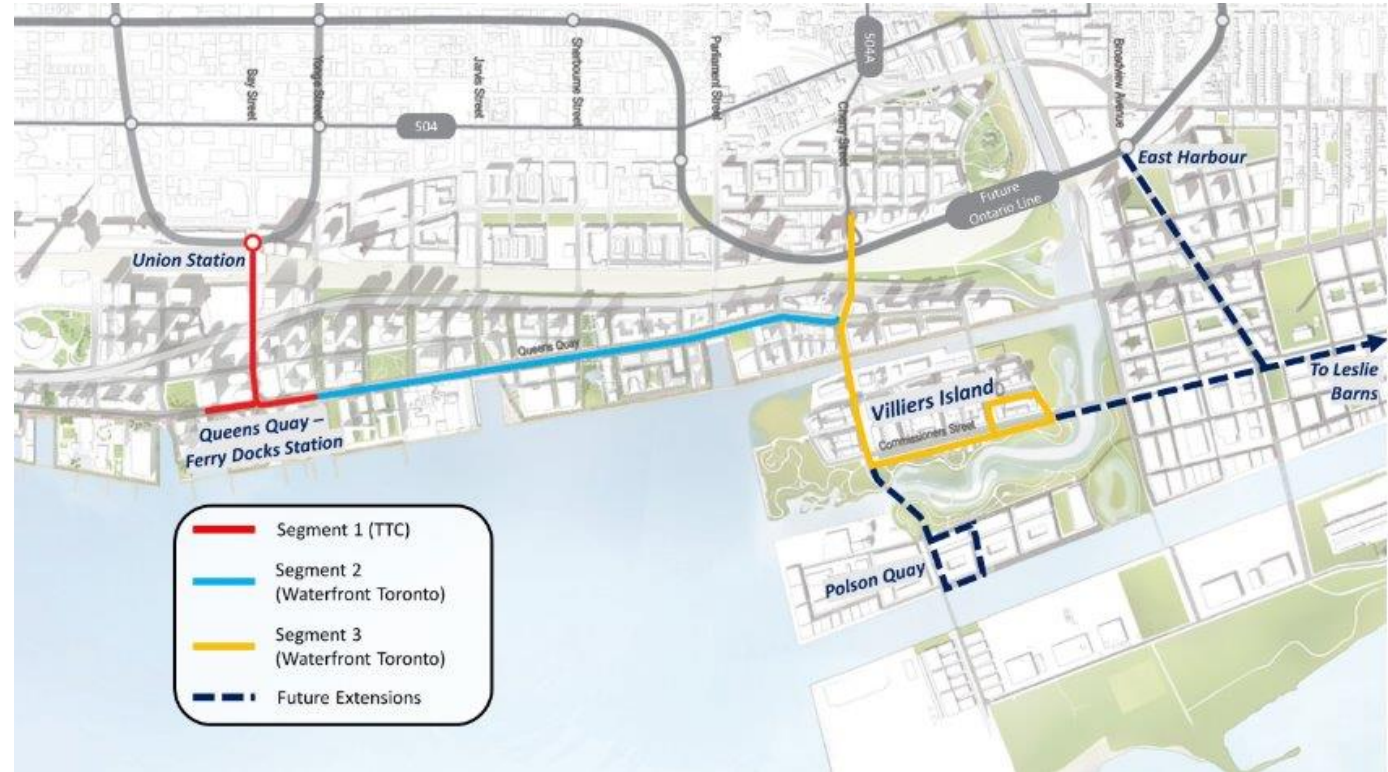 Bay Street
Yonge Street
Jarvis Street
Sherbourne Street
Parliament Street
504A
Cherry Street
Broadview Avenue
504
East Harbour
Future
Ontario Line
Union Station
Queens Quay
Villiers Island
Commissioners Street
To Leslie
Barns
Queens Quay –
Ferry Docks Station
Polson Quay
Segment 1 (TTC)
Segment 2
(Waterfront Toronto)
Segment 3
(Waterfront Toronto)
Future Extensions